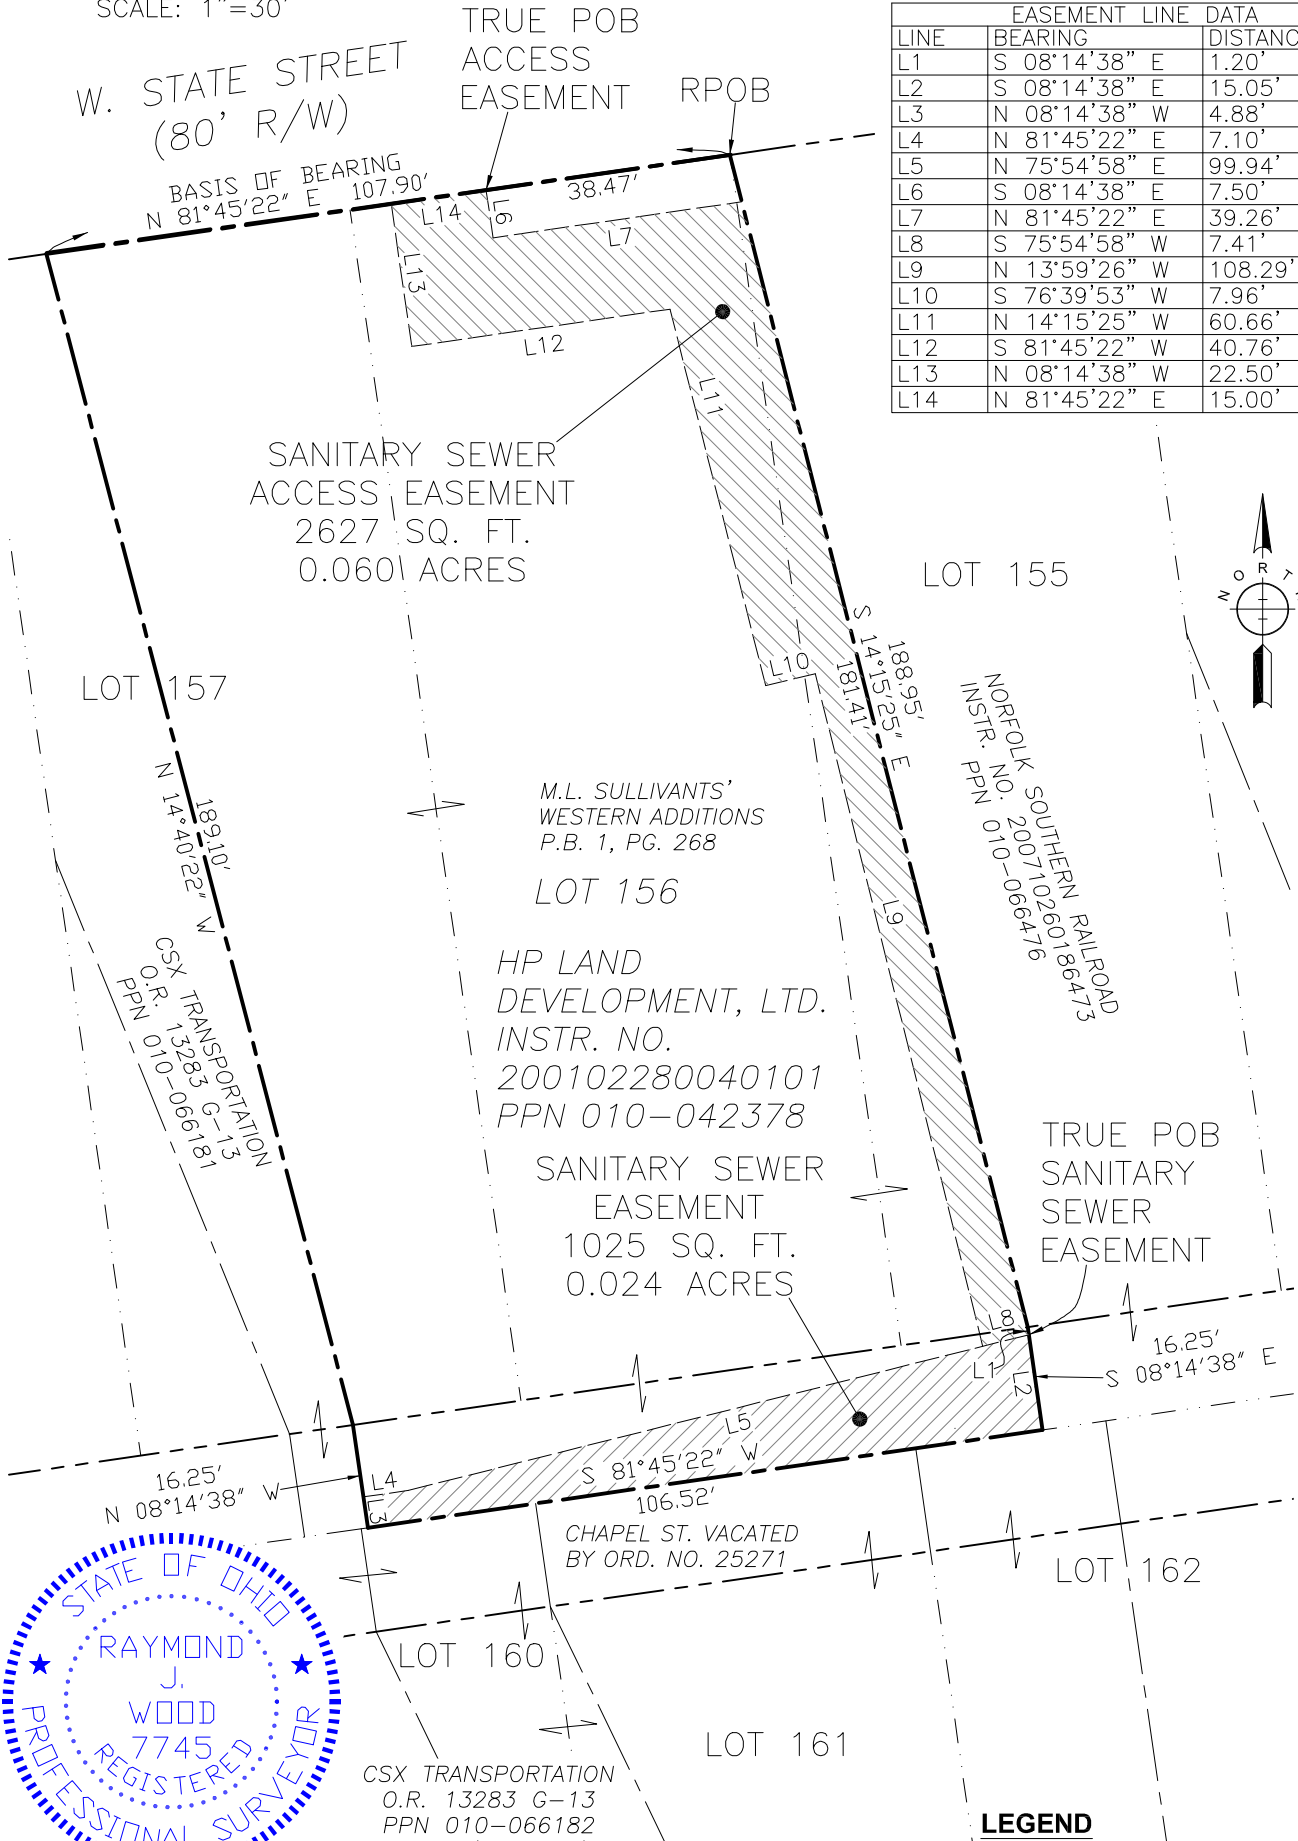 SCALE: 1"=30'
TRUE POB
ACCESS
EASEMENT
RPOB
W. STATE STREET
(80' R/W)
BASIS OF BEARING
N 81°45'22" E 107.90'
38.47'
L14
L6
L7
L13
L12
L11
EASEMENT LINE DATA
LINE BEARING DISTANC
L1 S 08°14'38" E 1.20'
L2 S 08°14'38" E 15.05'
L3 N 08°14'38" W 4.88'
L4 N 81°45'22" E 7.10'
L5 N 75°54'58" E 99.94'
L6 S 08°14'38" E 7.50'
L7 N 81°45'22" E 39.26'
L8 S 75°54'58" W 7.41'
L9 N 13°59'26" W 108.29'
L10 S 76°39'53" W 7.96'
L11 N 14°15'25" W 60.66'
L12 S 81°45'22" W 40.76'
L13 N 08°14'38" W 22.50'
L14 N 81°45'22" E 15.00'
SANITARY SEWER
ACCESS EASEMENT
2627 SQ. FT.
0.060 ACRES
LOT 155
NORT
LOT 157
L10
188.95'
S 14°15'25" E
181.41'
NORFOLK SOUTHERN RAILROAD
INSTR. NO. 200710260186473
PPN 010-066476
189.10'
N 14°40'22" W
M.L. SULLIVANTS'
WESTERN ADDITIONS
P.B. 1, PG. 268
LOT 156
L9
HP LAND
DEVELOPMENT, LTD.
INSTR. NO.
200102280040101
PPN 010-042378
CSX TRANSPORTATION
O.R. 13283 G-13
PPN 010-066181
SANITARY SEWER
EASEMENT
1025 SQ. FT.
0.024 ACRES
TRUE POB
SANITARY
SEWER
EASEMENT
L8
L1
L2
16.25'
S 08°14'38" E
L5
S 81°45'22" W
106.52'
L4
L3
16.25'
N 08°14'38" W
CHAPEL ST. VACATED
BY ORD. NO. 25271
LOT 162
LOT 160
LOT 161
STATE OF OHIO
RAYMOND
J.
WOOD
7745
REGISTERED
PROFESSIONAL SURVEYOR
CSX TRANSPORTATION
O.R. 13283 G-13
PPN 010-066182
LEGEND